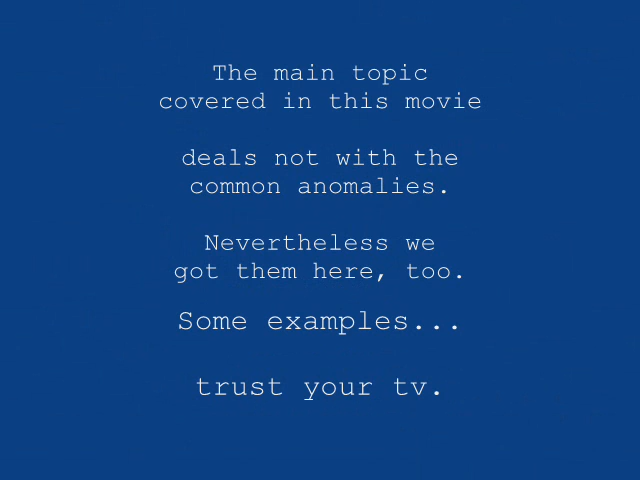 The main topic
covered in this movie
deals not with the
common anomalies.
Nevertheless we
got them here, too.
Some examples...
trust your tv.